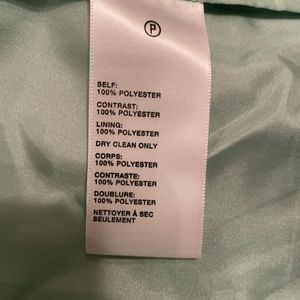 P
SELF:
100% POLYESTER
CONTRAST:
100% POLYESTER
LINING:
100% POLYESTER
DRY CLEAN ONLY
CORPS:
100% POLYESTER
CONTRASTE:
100% POLYESTER
DOUBLURE:
100% POLYESTER
NETTOYER À SEC
SEULEMENT